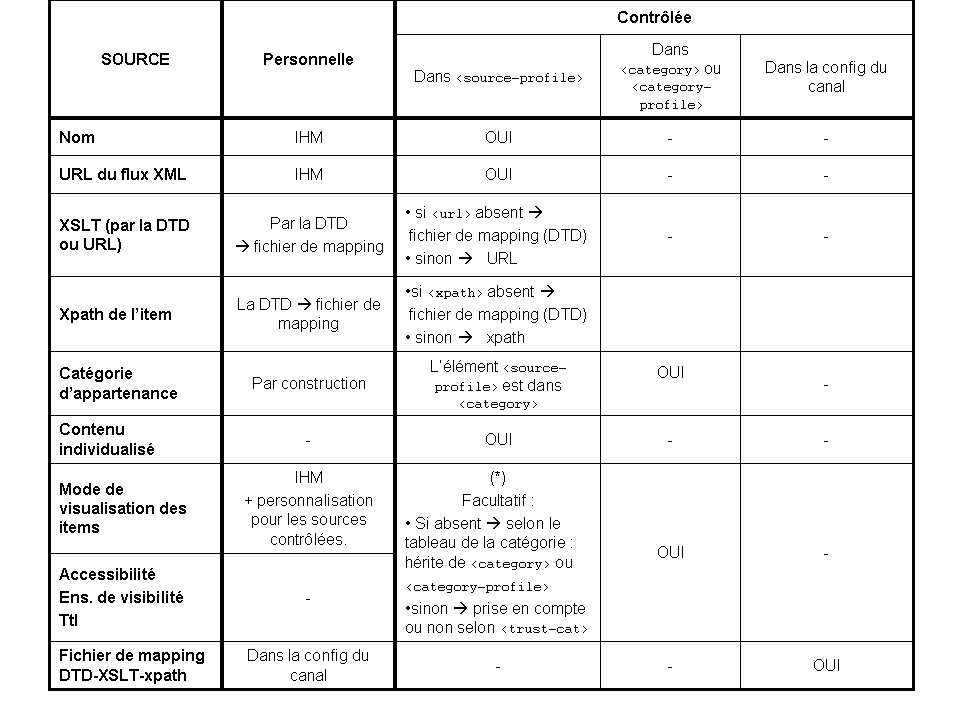 SOURCE
Personnelle
Contrôlée
Dans <source-profile>
Dans
<category> ou
<category-
profile>
Dans la config du
canal
Nom
IHM
OUI
-
-
URL du flux XML
IHM
OUI
-
-
XSLT (par la DTD
ou URL)
Par la DTD
→ fichier de mapping
• si <url> absent →
fichier de mapping (DTD)
• sinon → URL
-
-
Xpath de l'item
La DTD → fichier de
mapping
•si <xpath> absent →
fichier de mapping (DTD)
• sinon → xpath
Catégorie
d'appartenance
Par construction
L'élément <source-
profile> est dans
<category>
OUI
-
Contenu
individualisé
-
OUI
-
-
Mode de
visualisation des
items
IHM
+ personnalisation
pour les sources
contrôlées.
(*)
Facultatif :
• Si absent → selon le
tableau de la catégorie :
hérite de <category> ou
<category-profile>
•sinon → prise en compte
ou non selon <trust-cat>
OUI
-
Accessibilité
Ens. de visibilité
Ttl
-
Fichier de mapping
DTD-XSLT-xpath
Dans la config du
canal
-
-
OUI